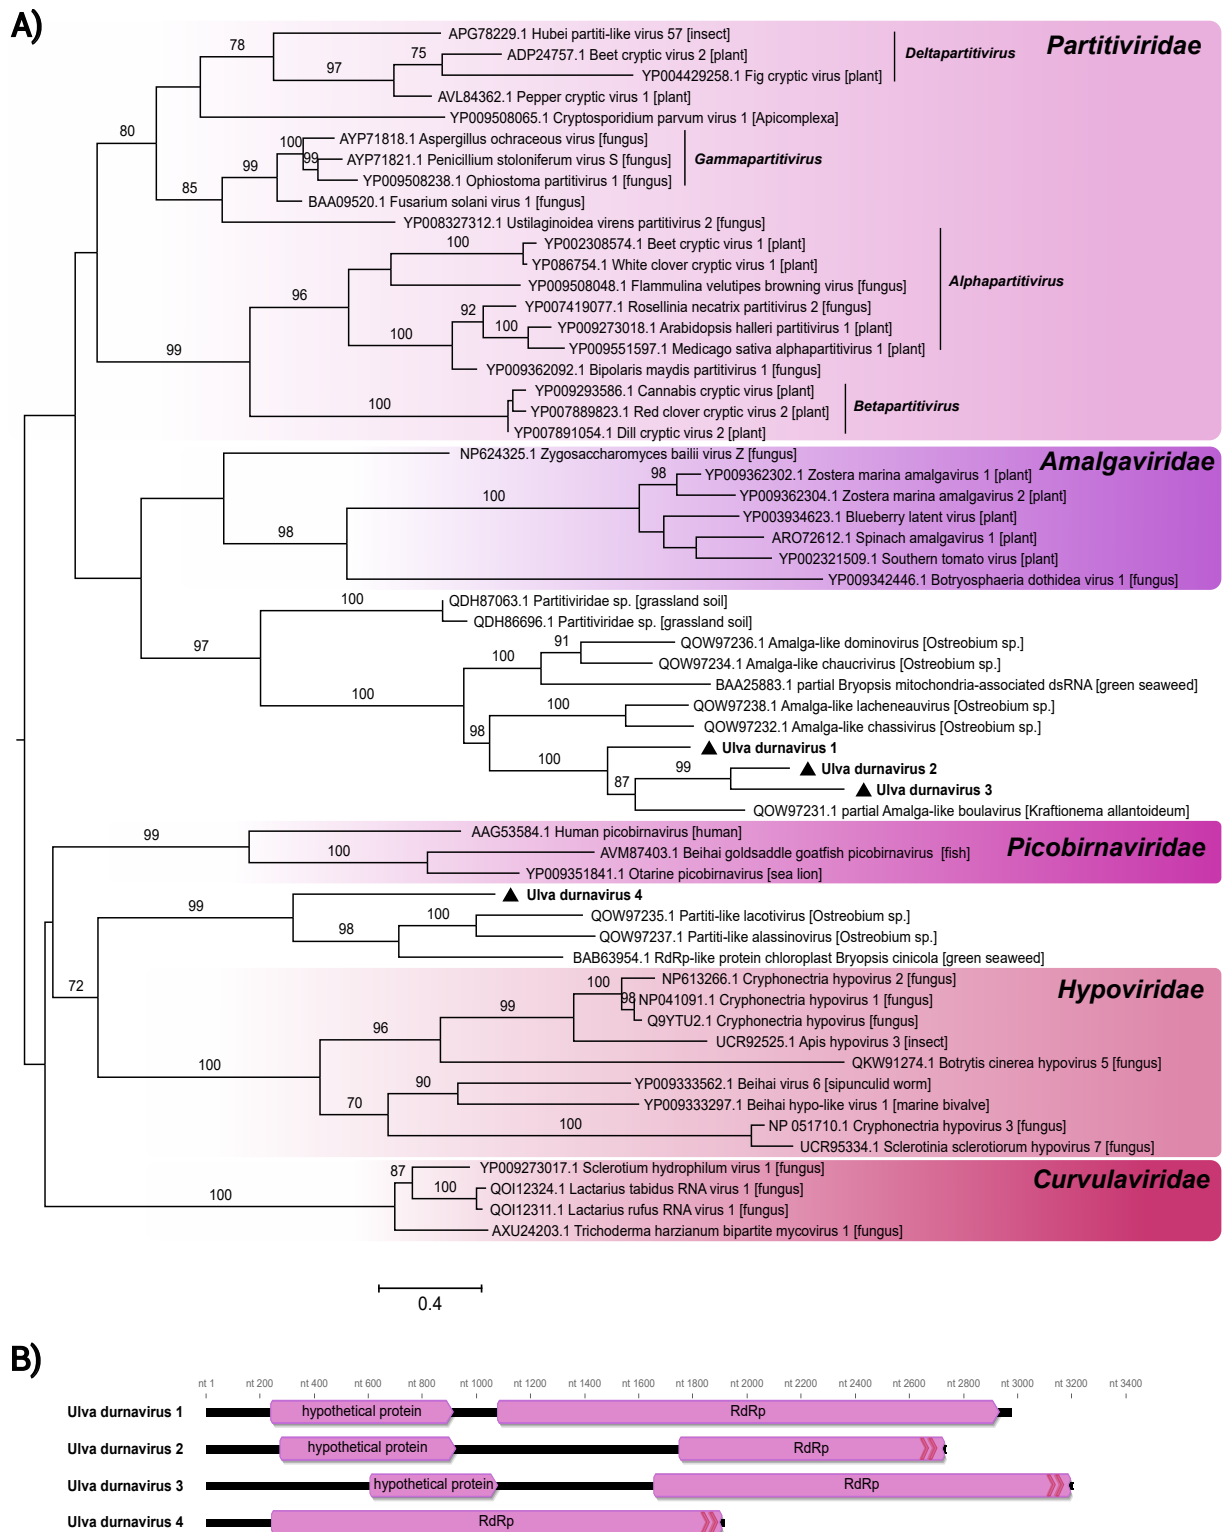 A)
Partitiviridae
78
APG78229.1 Hubei partiti-like virus 57 [insect]
75
ADP24757.1 Beet cryptic virus 2 [plant]
Deltapartitivirus
97
YP004429258.1 Fig cryptic virus [plant]
AVL84362.1 Pepper cryptic virus 1 [plant]
YP009508065.1 Cryptosporidium parvum virus 1 [Apicomplexa]
80
100
AYP71818.1 Aspergillus ochraceous virus [fungus]
99
99
AYP71821.1 Penicillium stoloniferum virus S [fungus]
Gammapartitivirus
85
YP009508238.1 Ophiostoma partitivirus 1 [fungus]
BAA09520.1 Fusarium solani virus 1 [fungus]
YP008327312.1 Ustilaginoidea virens partitivirus 2 [fungus]
100
YP002308574.1 Beet cryptic virus 1 [plant]
YP086754.1 White clover cryptic virus 1 [plant]
Alphapartitivirus
96
YP009508048.1 Flammulina velutipes browning virus [fungus]
92
YP007419077.1 Rosellinia necatrix partitivirus 2 [fungus]
100
100
YP009273018.1 Arabidopsis halleri partitivirus 1 [plant]
99
YP009551597.1 Medicago sativa alphapartitivirus 1 [plant]
YP009362092.1 Bipolaris maydis partitivirus 1 [fungus]
100
YP009293586.1 Cannabis cryptic virus [plant]
YP007889823.1 Red clover cryptic virus 2 [plant]
Betapartitivirus
YP007891054.1 Dill cryptic virus 2 [plant]
NP624325.1 Zygosaccharomyces bailii virus Z [fungus]
Amalgaviridae
98
YP009362302.1 Zostera marina amalgavirus 1 [plant]
100
YP009362304.1 Zostera marina amalgavirus 2 [plant]
98
YP003934623.1 Blueberry latent virus [plant]
ARO72612.1 Spinach amalgavirus 1 [plant]
YP002321509.1 Southern tomato virus [plant]
YP009342446.1 Botryosphaeria dothidea virus 1 [fungus]
100
QDH87063.1 Partitiviridae sp. [grassland soil]
QDH86696.1 Partitiviridae sp. [grassland soil]
97
91
QOW97236.1 Amalga-like dominovirus [Ostreobium sp.]
100
QOW97234.1 Amalga-like chaucrivirus [Ostreobium sp.]
BAA25883.1 partial Bryopsis mitochondria-associated dsRNA [green seaweed]
100
100
QOW97238.1 Amalga-like lacheneauvirus [Ostreobium sp.]
98
QOW97232.1 Amalga-like chassivirus [Ostreobium sp.]
100
Ulva durnavirus 1
99
Ulva durnavirus 2
87
Ulva durnavirus 3
QOW97231.1 partial Amalga-like boulavirus [Kraftionema allantoideum]
99
AAG53584.1 Human picobirnavirus [human]
Picobirnaviridae
100
AVM87403.1 Beihai goldsaddle goatfish picobirnavirus [fish]
YP009351841.1 Otarine picobirnavirus [sea lion]
99
Ulva durnavirus 4
100
QOW97235.1 Partiti-like lacotivirus [Ostreobium sp.]
98
QOW97237.1 Partiti-like alassinovirus [Ostreobium sp.]
BAB63954.1 RdRp-like protein chloroplast Bryopsis cinicola [green seaweed]
72
100
NP613266.1 Cryphonectria hypovirus 2 [fungus]
Hypoviridae
98
NP041091.1 Cryphonectria hypovirus 1 [fungus]
99
Q9YTU2.1 Cryphonectria hypovirus [fungus]
96
UCR92525.1 Apis hypovirus 3 [insect]
QKW91274.1 Botrytis cinerea hypovirus 5 [fungus]
100
90
YP009333562.1 Beihai virus 6 [sipunculid worm]
70
YP009333297.1 Beihai hypo-like virus 1 [marine bivalve]
100
NP 051710.1 Cryphonectria hypovirus 3 [fungus]
UCR95334.1 Sclerotinia sclerotiorum hypovirus 7 [fungus]
87
YP009273017.1 Sclerotium hydrophilum virus 1 [fungus]
Curvulaviridae
100
100
QOI12324.1 Lactarius tabidus RNA virus 1 [fungus]
QOI12311.1 Lactarius rufus RNA virus 1 [fungus]
AXU24203.1 Trichoderma harzianum bipartite mycovirus 1 [fungus]
0.4
B)
nt 1 nt 200 nt 400 nt 600 nt 800 nt 1000 nt 1200 nt 1400 nt 1600 nt 1800 nt 2000 nt 2200 nt 2400 nt 2600 nt 2800 nt 3000 nt 3200 nt 3400
Ulva durnavirus 1 hypothetical protein RdRp
Ulva durnavirus 2 hypothetical protein RdRp
Ulva durnavirus 3 hypothetical protein RdRp
Ulva durnavirus 4 RdRp